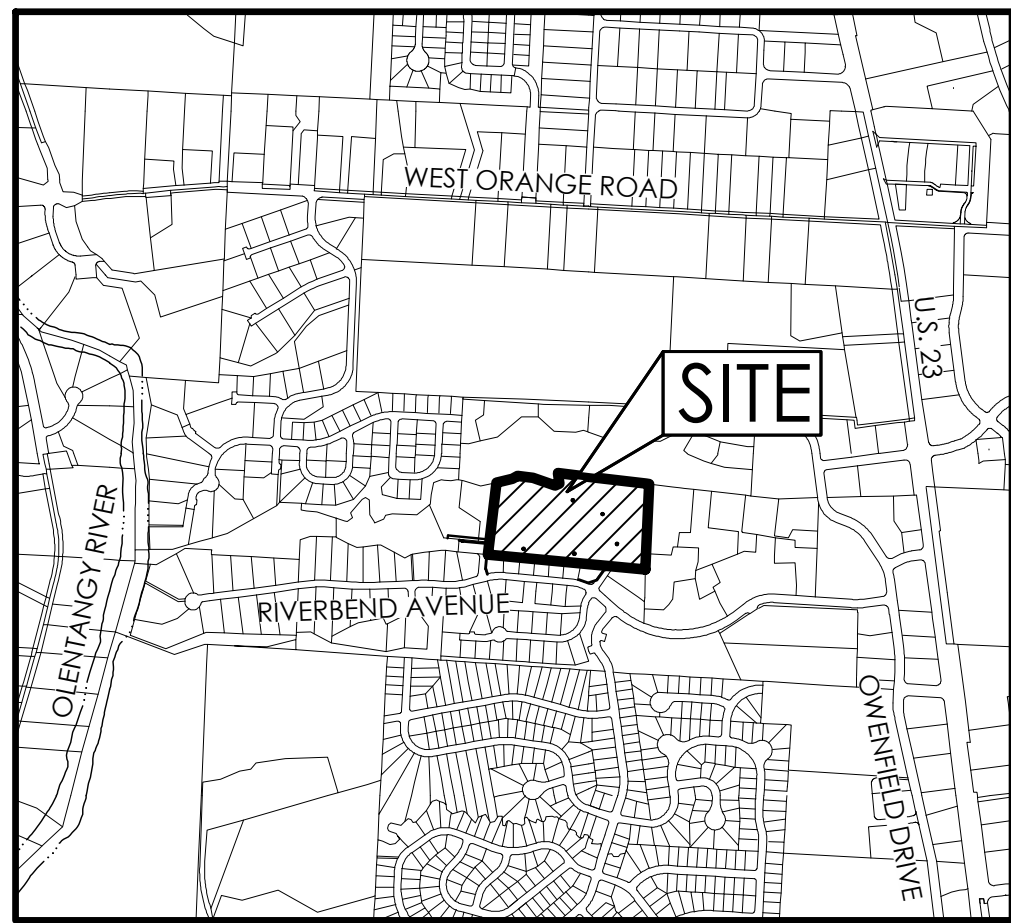 WEST ORANGE ROAD
U.S. 23
SITE
OLENTANGY RIVER
RIVERBEND AVENUE
OWENFIELD DRIVE